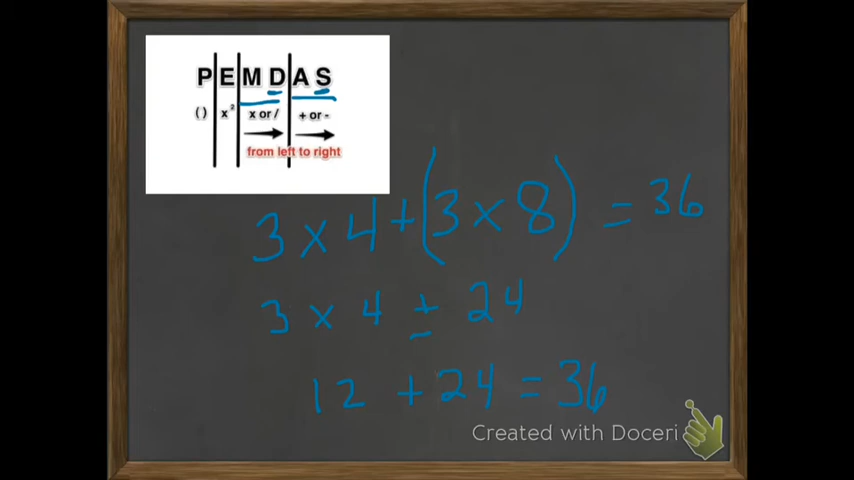 PEMDAS
() x² x or / + or -
from left to right
3 x 4 + (3 x 8) = 36
3 x 4 + 24
12 + 24 = 36
Created with Doceri